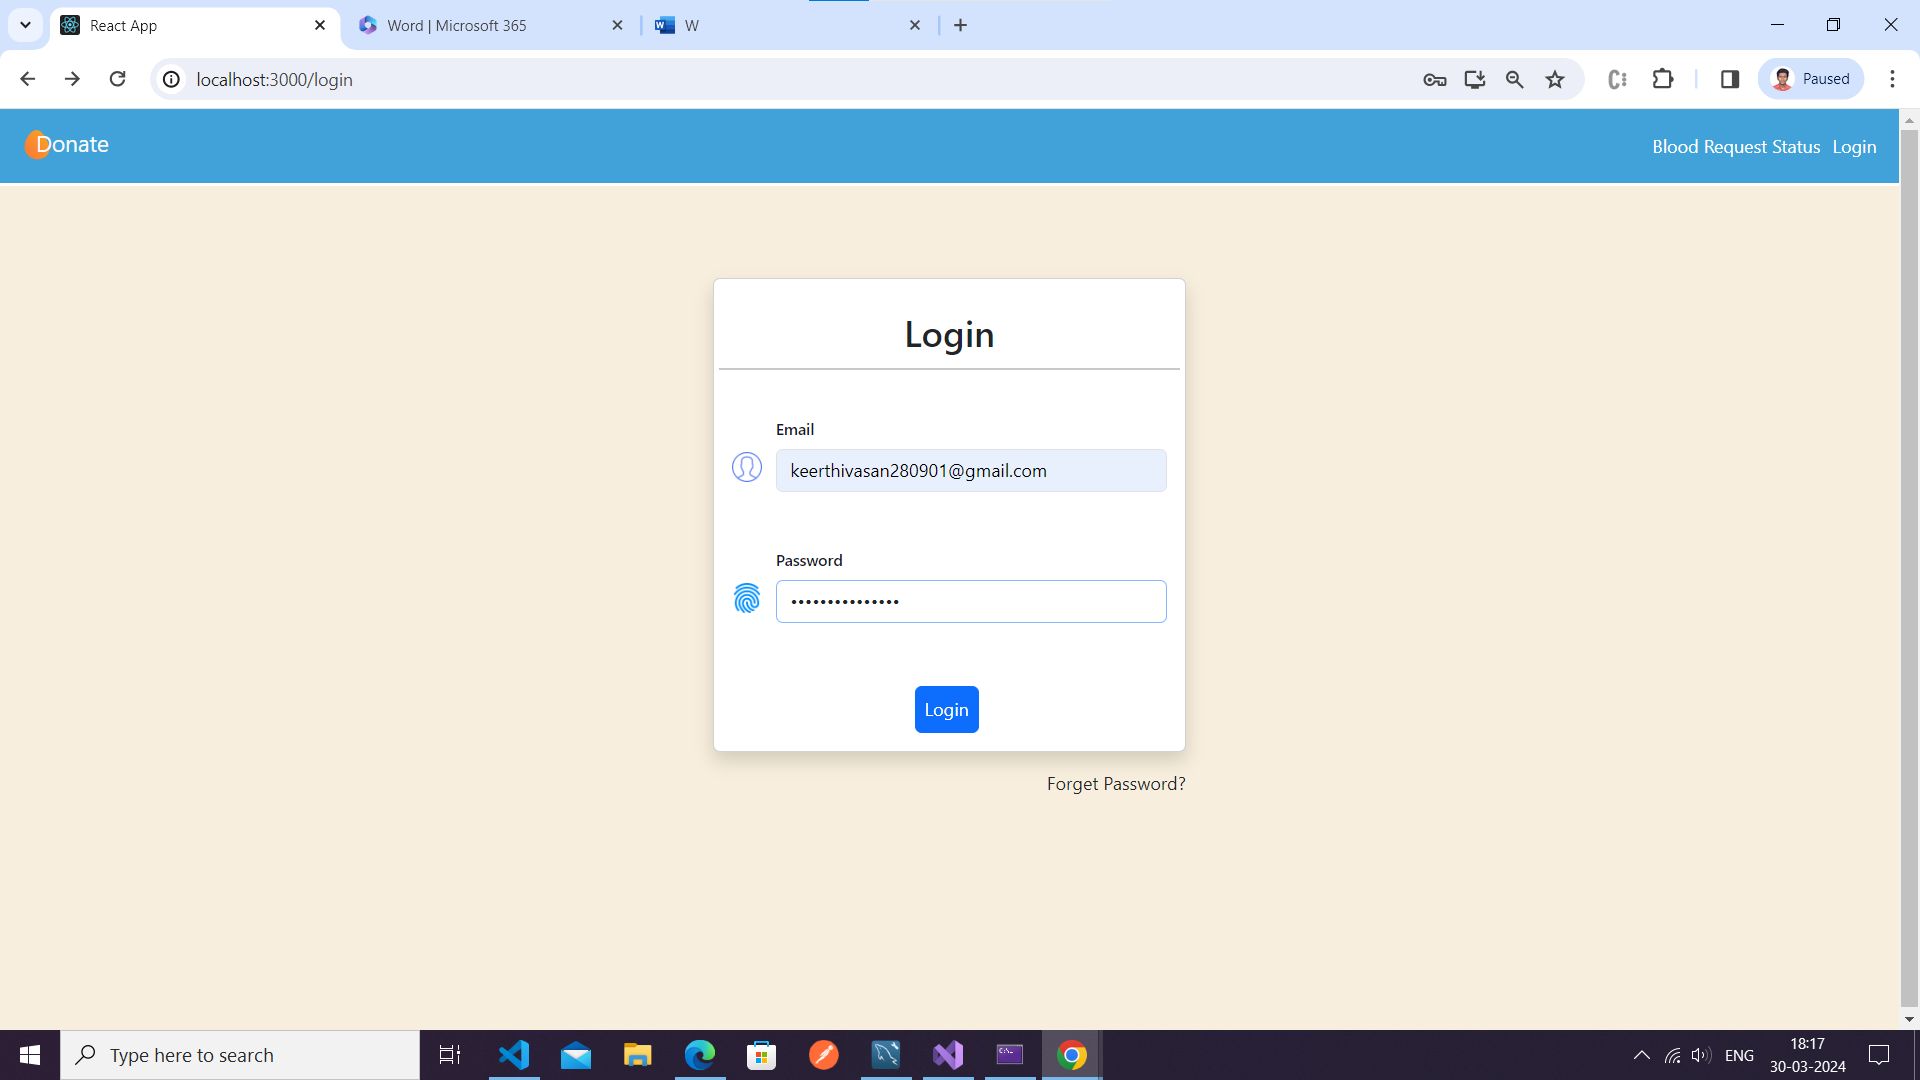 React App
Word | Microsoft 365
W
localhost:3000/login
Paused
Donate
Blood Request Status Login
Login
Email
keerthivasan280901@gmail.com
Password
•••••••••••••••
Login
Forget Password?
Type here to search
ENG
18:17
30-03-2024